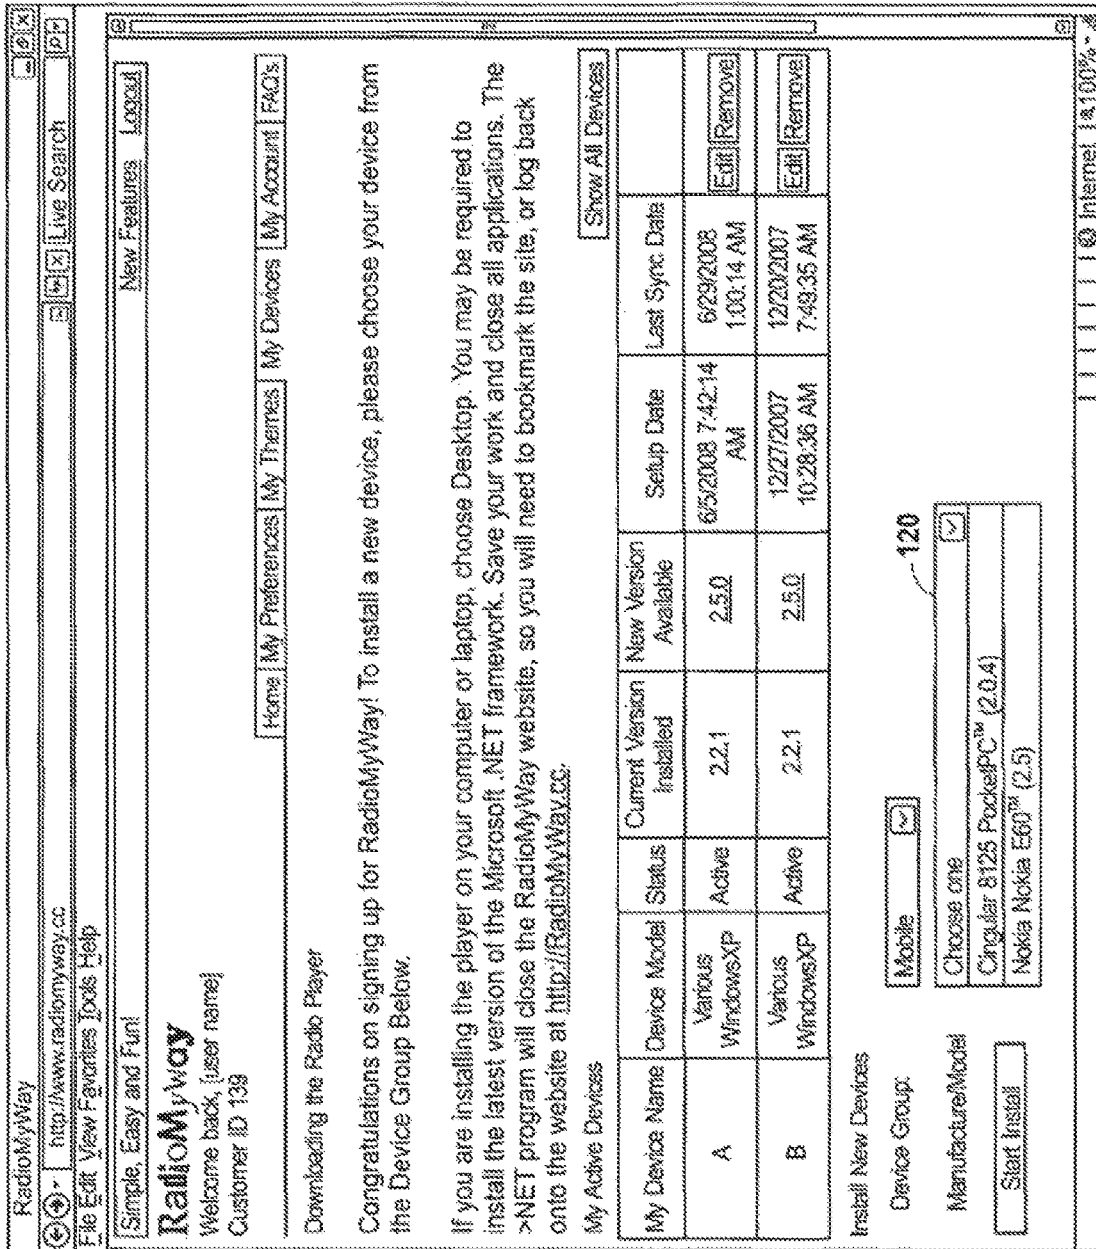 RadioMyWay
http://www.radiomyway.cc
Live Search
File Edit View Favorites Tools Help
Simple, Easy and Fun!
New Features Logout
RadioMyWay
Welcome back, [user name]
Customer ID 139
Home My Preferences My Themes My Devices My Account FAQ's
Downloading the Radio Player
Congratulations on signing up for RadioMyWay! To install a new device, please choose your device from
the Device Group Below.
If you are installing the player on your computer or laptop, choose Desktop. You may be required to
install the latest version of the Microsoft .NET framework. Save your work and close all applications. The
>NET program will close the RadioMyWay website, so you will need to bookmark the site, or log back
onto the website at http://RadioMyWay.cc.
My Active Devices
Show All Devices
My Device Name Device Model Status Current Version Installed New Version Available Setup Date Last Sync Date
A Various WindowsXP Active 2.2.1 2.5.0 6/5/2008 7:42:14 AM 6/29/2008 1:00:14 AM Edit Remove
B Various WindowsXP Active 2.2.1 2.5.0 12/27/2007 10:28:36 AM 12/20/2007 7:49:35 AM Edit Remove
Install New Devices
Device Group: Mobile
120
Manufacture/Model Choose one
Cingular 8125 PocketPC™ (2.0.4)
Nokia Nokia E60™ (2.5)
Start Install
Internet 100%